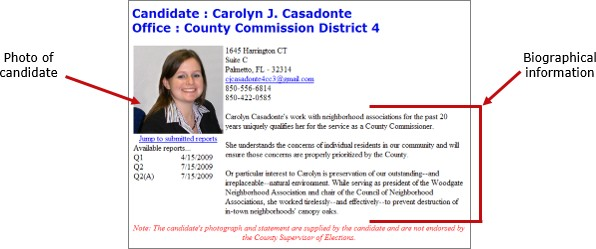 Candidate : Carolyn J. Casadonte
Office : County Commission District 4
Photo of
candidate
1645 Harrington CT
Suite C
Palmetto, FL - 32314
cjcasadonte4cc3@gmail.com
850-556-6814
850-422-0585
Biographical
information
Carolyn Casadonte's work with neighborhood associations for the past 20
years uniquely qualifies her for the service as a County Commissioner.
She understands the concerns of individual residents in our community and will
ensure those concerns are properly prioritized by the County.
Or particular interest to Carolyn is preservation of our outstanding--and
irreplaceable--natural environment. While serving as president of the Woodgate
Neighborhood Association and chair of the Council of Neighborhood
Associations, she worked tirelessly--and effectively--to prevent destruction of
in-town neighborhoods' canopy oaks.
Jump to submitted reports
Available reports...
Q1 4/15/2009
Q2 7/15/2009
Q2(A) 7/15/2009
Note: The candidate's photograph and statement are supplied by the candidate and are not endorsed by
the County Supervisor of Elections.